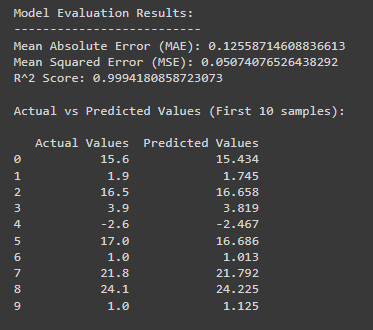 Model Evaluation Results:
--------------------------
Mean Absolute Error (MAE): 0.12558714608836613
Mean Squared Error (MSE): 0.05074076526438292
R^2 Score: 0.9994180858723073
Actual vs Predicted Values (First 10 samples):
Actual Values Predicted Values
0 15.6 15.434
1 1.9 1.745
2 16.5 16.658
3 3.9 3.819
4 -2.6 -2.467
5 17.0 16.686
6 1.0 1.013
7 21.8 21.792
8 24.1 24.225
9 1.0 1.125